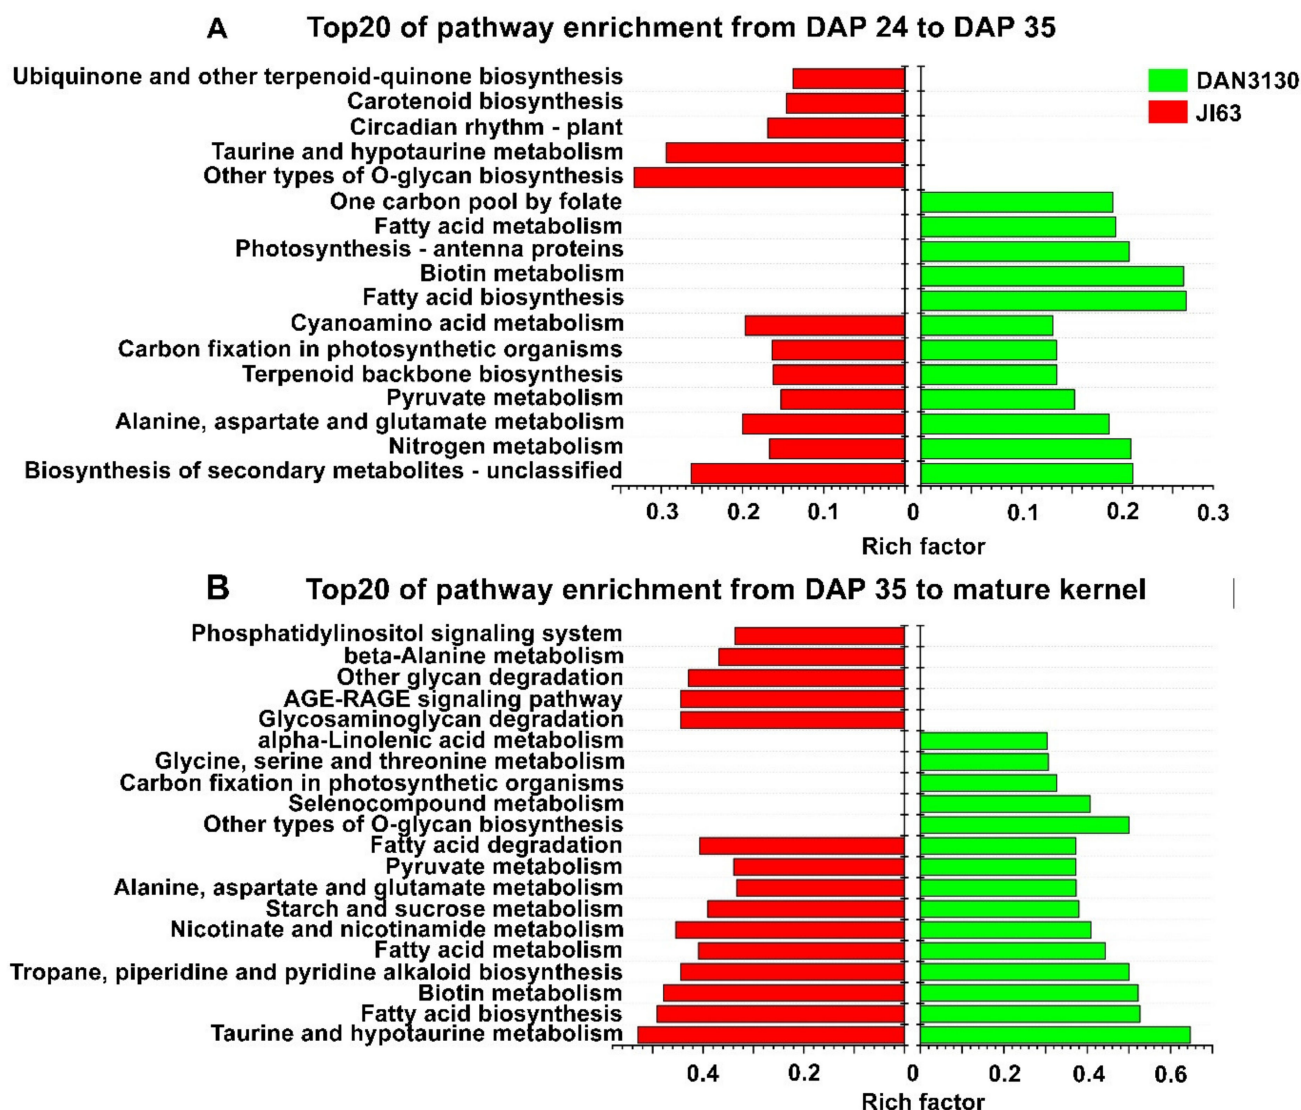 A Top20 of pathway enrichment from DAP 24 to DAP 35
Ubiquinone and other terpenoid-quinone biosynthesis
Carotenoid biosynthesis
Circadian rhythm - plant
Taurine and hypotaurine metabolism
Other types of O-glycan biosynthesis
One carbon pool by folate
Fatty acid metabolism
Photosynthesis - antenna proteins
Biotin metabolism
Fatty acid biosynthesis
Cyanoamino acid metabolism
Carbon fixation in photosynthetic organisms
Terpenoid backbone biosynthesis
Pyruvate metabolism
Alanine, aspartate and glutamate metabolism
Nitrogen metabolism
Biosynthesis of secondary metabolites - unclassified
DAN3130
JI63
0.3 0.2 0.1 0 0.1 0.2 0.3
Rich factor
B Top20 of pathway enrichment from DAP 35 to mature kernel
Phosphatidylinositol signaling system
beta-Alanine metabolism
Other glycan degradation
AGE-RAGE signaling pathway
Glycosaminoglycan degradation
alpha-Linolenic acid metabolism
Glycine, serine and threonine metabolism
Carbon fixation in photosynthetic organisms
Selenocompound metabolism
Other types of O-glycan biosynthesis
Fatty acid degradation
Pyruvate metabolism
Alanine, aspartate and glutamate metabolism
Starch and sucrose metabolism
Nicotinate and nicotinamide metabolism
Fatty acid metabolism
Tropane, piperidine and pyridine alkaloid biosynthesis
Biotin metabolism
Fatty acid biosynthesis
Taurine and hypotaurine metabolism
0.4 0.2 0 0.2 0.4 0.6
Rich factor